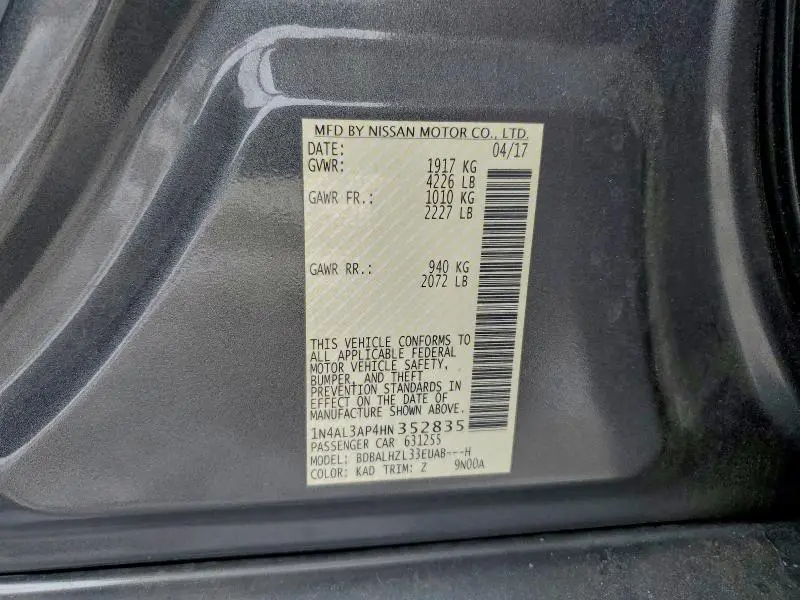 MFD BY NISSAN MOTOR CO., LTD.
DATE: 04/17
GVWR: 1917 KG
4226 LB
GAWR FR.: 1010 KG
2227 LB
GAWR RR.: 940 KG
2072 LB
THIS VEHICLE CONFORMS TO
ALL APPLICABLE FEDERAL
MOTOR VEHICLE SAFETY,
BUMPER, AND THEFT
PREVENTION STANDARDS IN
EFFECT ON THE DATE OF
MANUFACTURE SHOWN ABOVE.
1N4AL3AP4HN352835
PASSENGER CAR 631255
MODEL: BDBALHZL33EUAB---H
COLOR: KAD TRIM: Z 9N00A